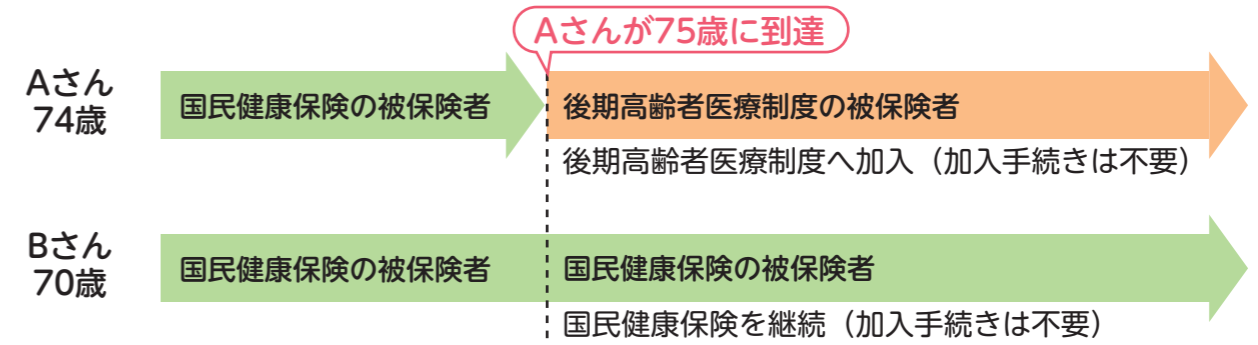 Aさんが75歳に到達
Aさん
74歳
国民健康保険の被保険者
後期高齢者医療制度の被保険者
後期高齢者医療制度へ加入（加入手続きは不要）
Bさん
70歳
国民健康保険の被保険者
国民健康保険の被保険者
国民健康保険を継続（加入手続きは不要）